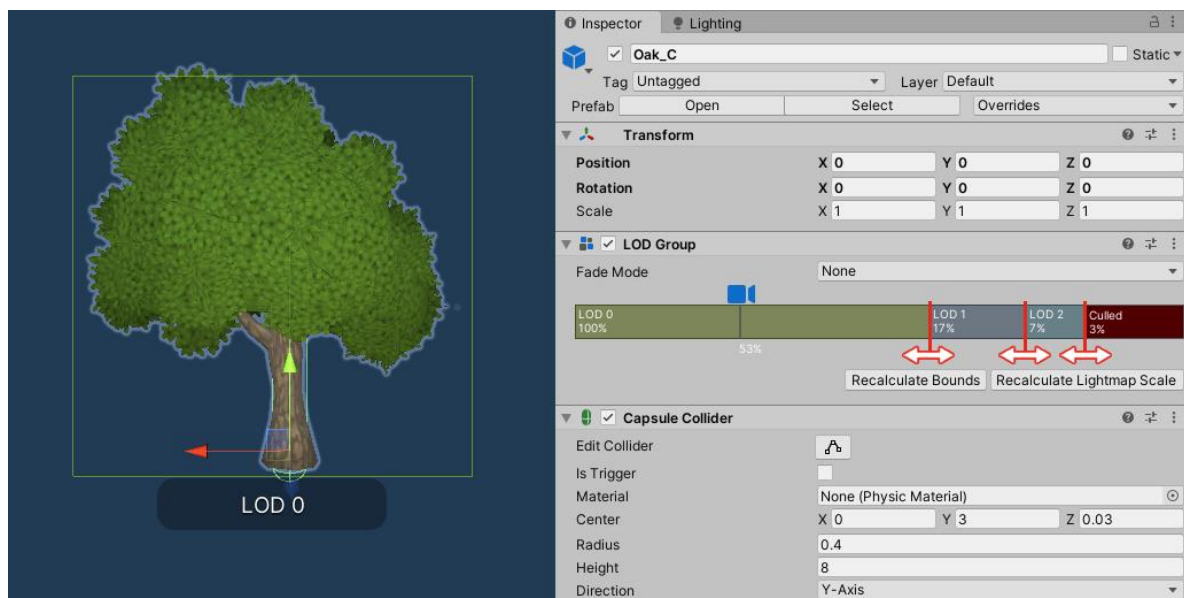 Inspector Lighting
Oak_C Static
Tag Untagged Layer Default
Prefab Open Select Overrides
Transform
Position X 0 Y 0 Z 0
Rotation X 0 Y 0 Z 0
Scale X 1 Y 1 Z 1
LOD Group
Fade Mode None
LOD 0 LOD 1 LOD 2 Culled
100% 17% 7% 3%
53%
Recalculate Bounds Recalculate Lightmap Scale
Capsule Collider
Edit Collider
Is Trigger
Material None (Physic Material)
Center X 0 Y 3 Z 0.03
Radius 0.4
Height 8
Direction Y-Axis
LOD 0